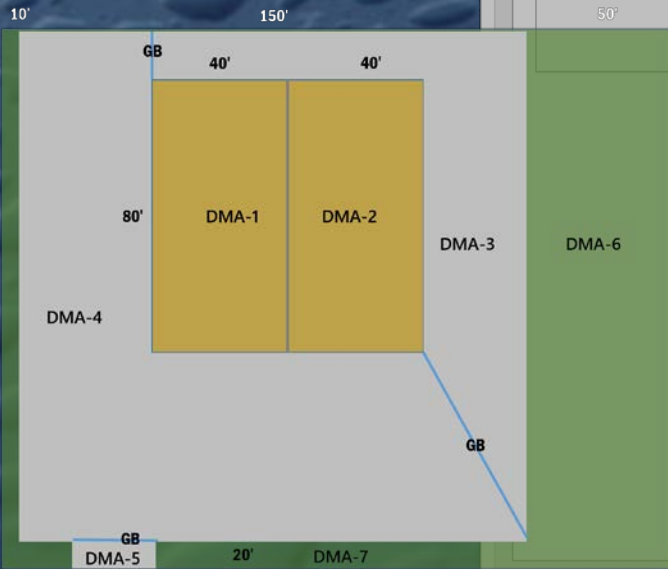 10'
150'
50'
GB
40'
40'
80'
DMA-1
DMA-2
DMA-3
DMA-6
DMA-4
GB
GB
DMA-5
20'
DMA-7